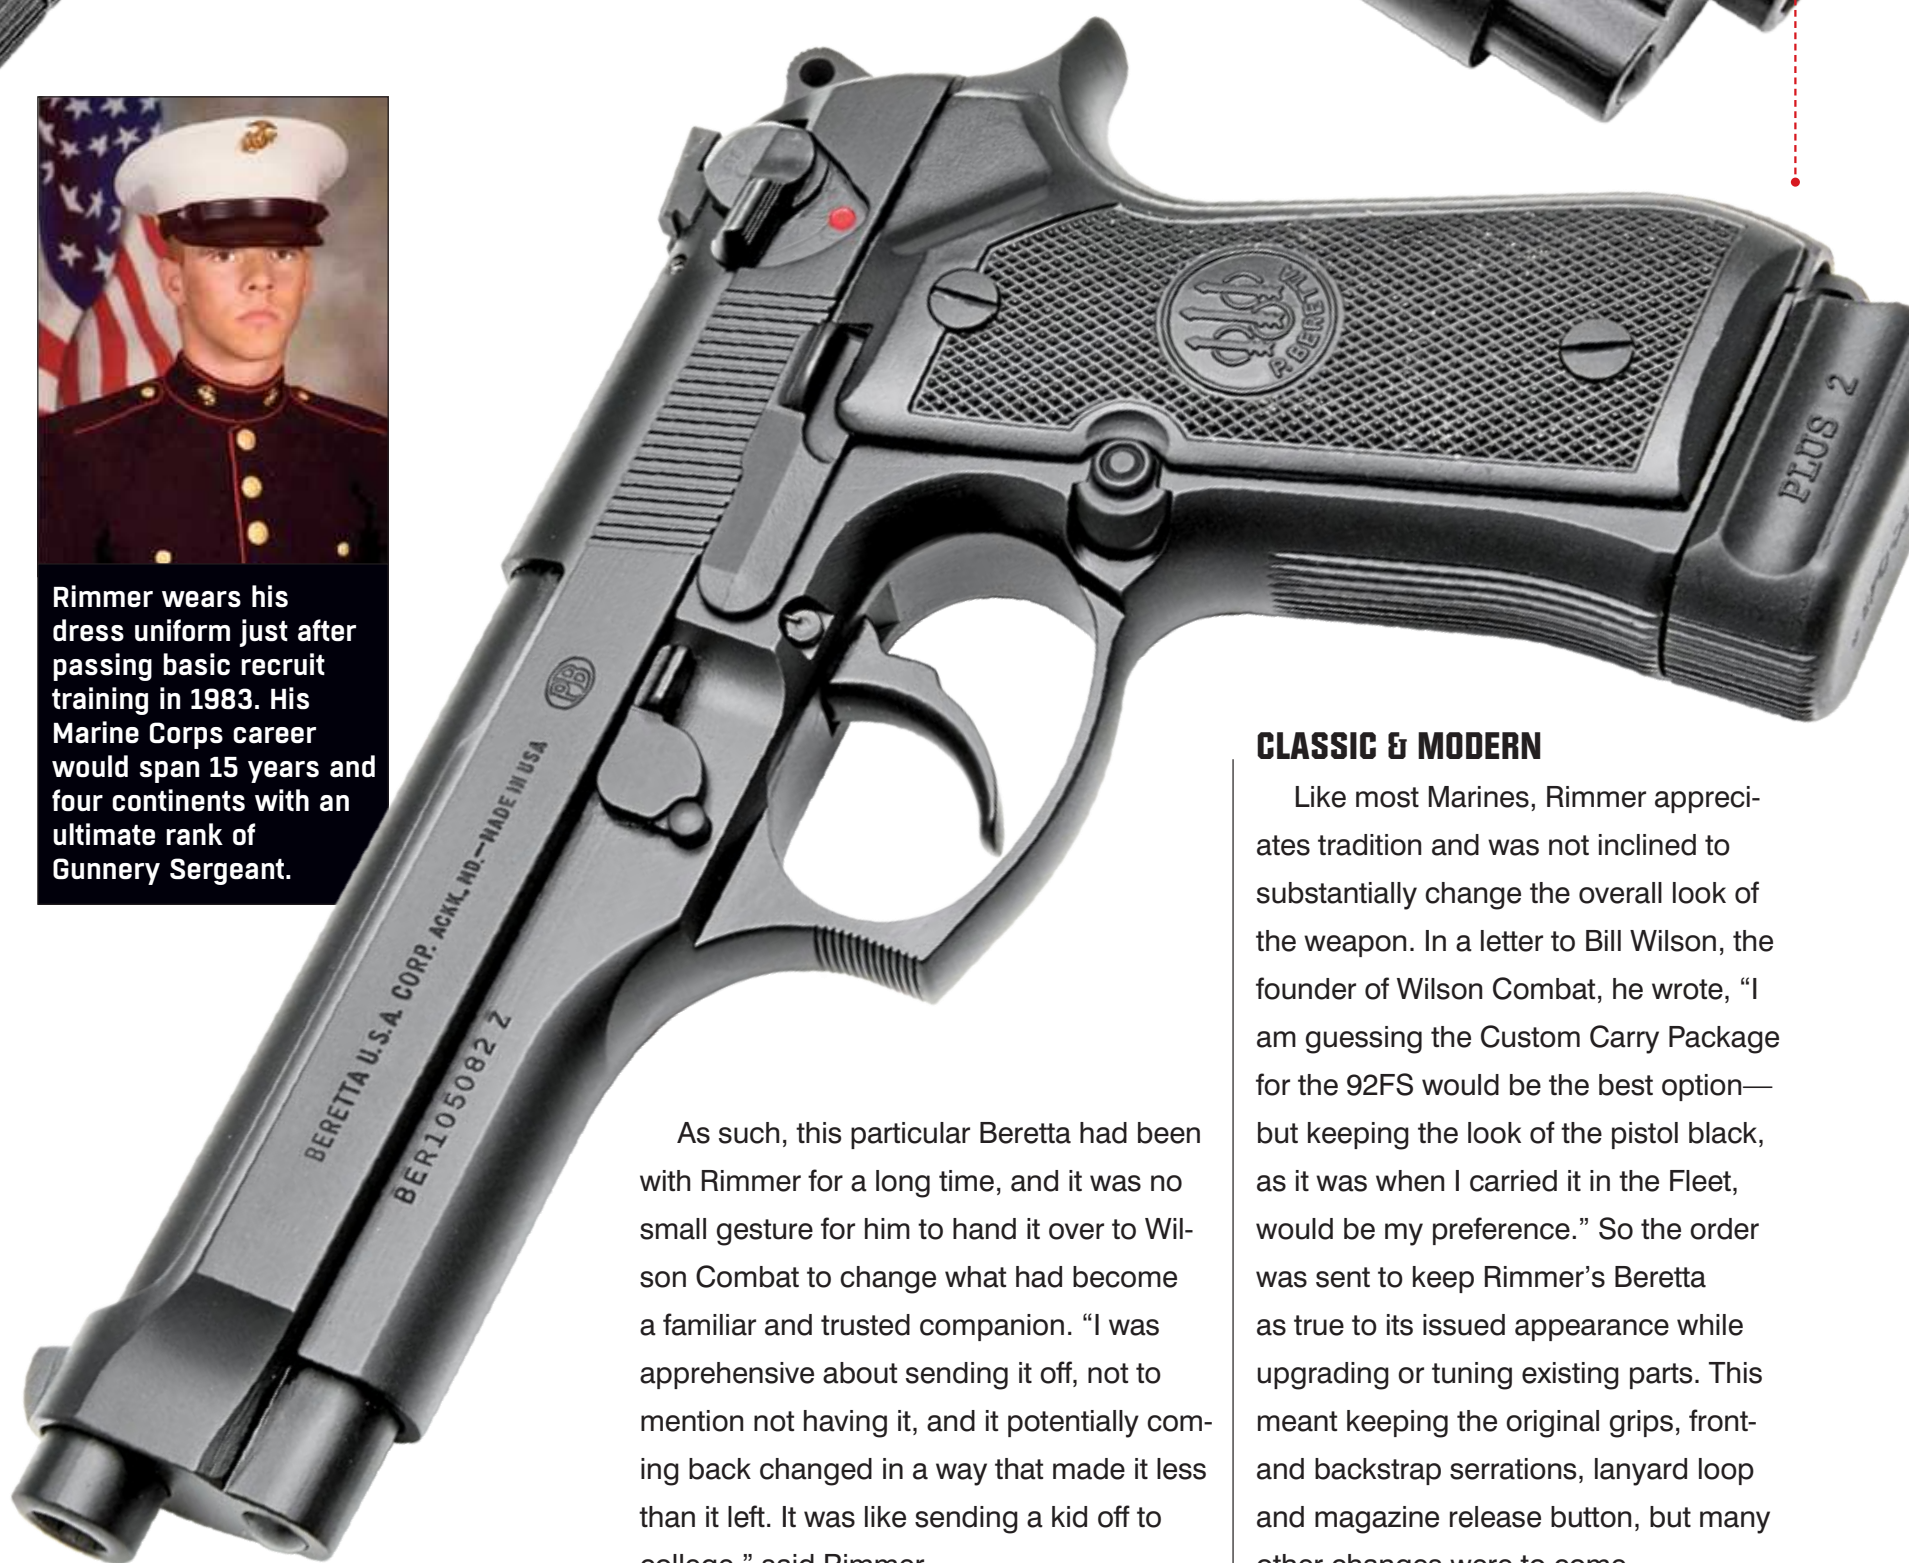 P. BERETTA
PLUS 2
PB
BERETTA U.S.A. CORP. ACKK. MD.—MADE IN USA
BER105082 Z
Rimmer wears his
dress uniform just after
passing basic recruit
training in 1983. His
Marine Corps career
would span 15 years and
four continents with an
ultimate rank of
Gunnery Sergeant.
As such, this particular Beretta had been
with Rimmer for a long time, and it was no
small gesture for him to hand it over to Wil-
son Combat to change what had become
a familiar and trusted companion. “I was
apprehensive about sending it off, not to
mention not having it, and it potentially com-
ing back changed in a way that made it less
than it left. It was like sending a kid off to
college,” said Rimmer.
CLASSIC & MODERN
Like most Marines, Rimmer appreci-
ates tradition and was not inclined to
substantially change the overall look of
the weapon. In a letter to Bill Wilson, the
founder of Wilson Combat, he wrote, “I
am guessing the Custom Carry Package
for the 92FS would be the best option—
but keeping the look of the pistol black,
as it was when I carried it in the Fleet,
would be my preference.” So the order
was sent to keep Rimmer’s Beretta
as true to its issued appearance while
upgrading or tuning existing parts. This
meant keeping the original grips, front-
and backstrap serrations, lanyard loop
and magazine release button, but many
other changes were to come.